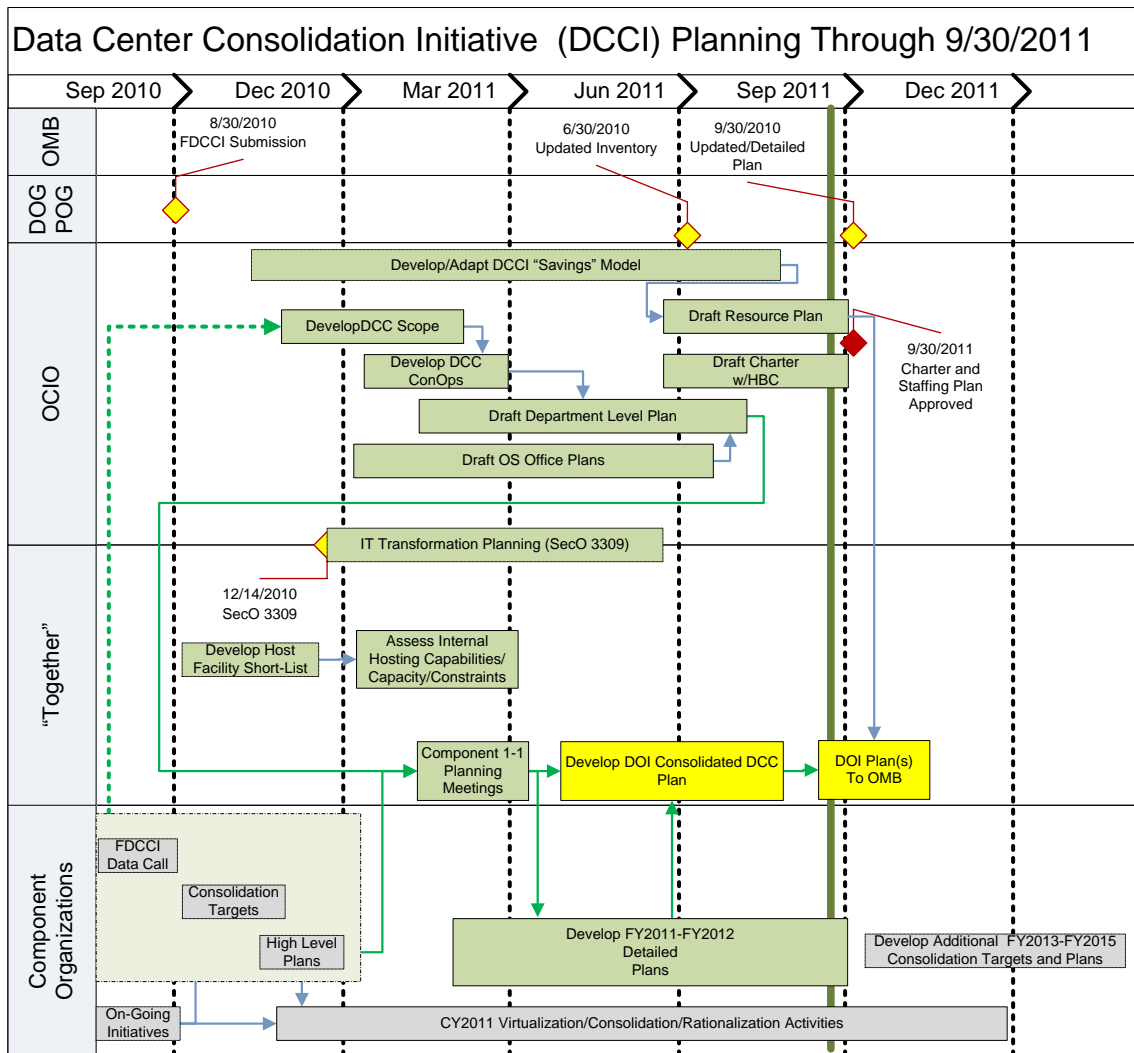 Data Center Consolidation Initiative (DCCI) Planning Through 9/30/2011
Sep 2010
Dec 2010
Mar 2011
Jun 2011
Sep 2011
Dec 2011
OMB
8/30/2010
FDCCI Submission
6/30/2010
Updated Inventory
9/30/2010
Updated/Detailed
Plan
DOG
POG
OCIO
Develop/Adapt DCCI “Savings” Model
DevelopDCC Scope
Draft Resource Plan
Develop DCC
ConOps
Draft Charter
w/HBC
9/30/2011
Charter and
Staffing Plan
Approved
Draft Department Level Plan
Draft OS Office Plans
IT Transformation Planning (SecO 3309)
“Together”
12/14/2010
SecO 3309
Develop Host
Facility Short-List
Assess Internal
Hosting Capabilities/
Capacity/Constraints
Component 1-1
Planning
Meetings
Develop DOI Consolidated DCC
Plan
DOI Plan(s)
To OMB
Component
Organizations
FDCCI
Data Call
Consolidation
Targets
High Level
Plans
Develop FY2011-FY2012
Detailed
Plans
Develop Additional FY2013-FY2015
Consolidation Targets and Plans
On-Going
Initiatives
CY2011 Virtualization/Consolidation/Rationalization Activities